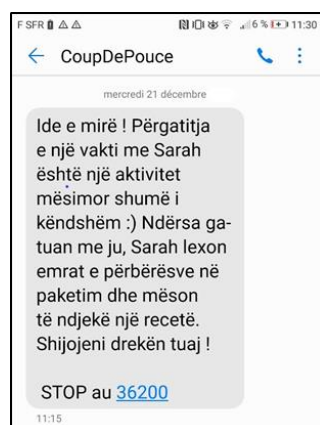 F SFR 6 % 11:30
CoupDePouce
mercredi 21 décembre
Ide e mirë ! Përgatitja
e një vakti me Sarah
është një aktivitet
mësimor shumë i
këndshëm :) Ndërsa ga-
tuan me ju, Sarah lexon
emrat e përbërësve në
paketim dhe mëson
të ndjekë një recetë.
Shijojeni drekën tuaj !
STOP au 36200
11:15